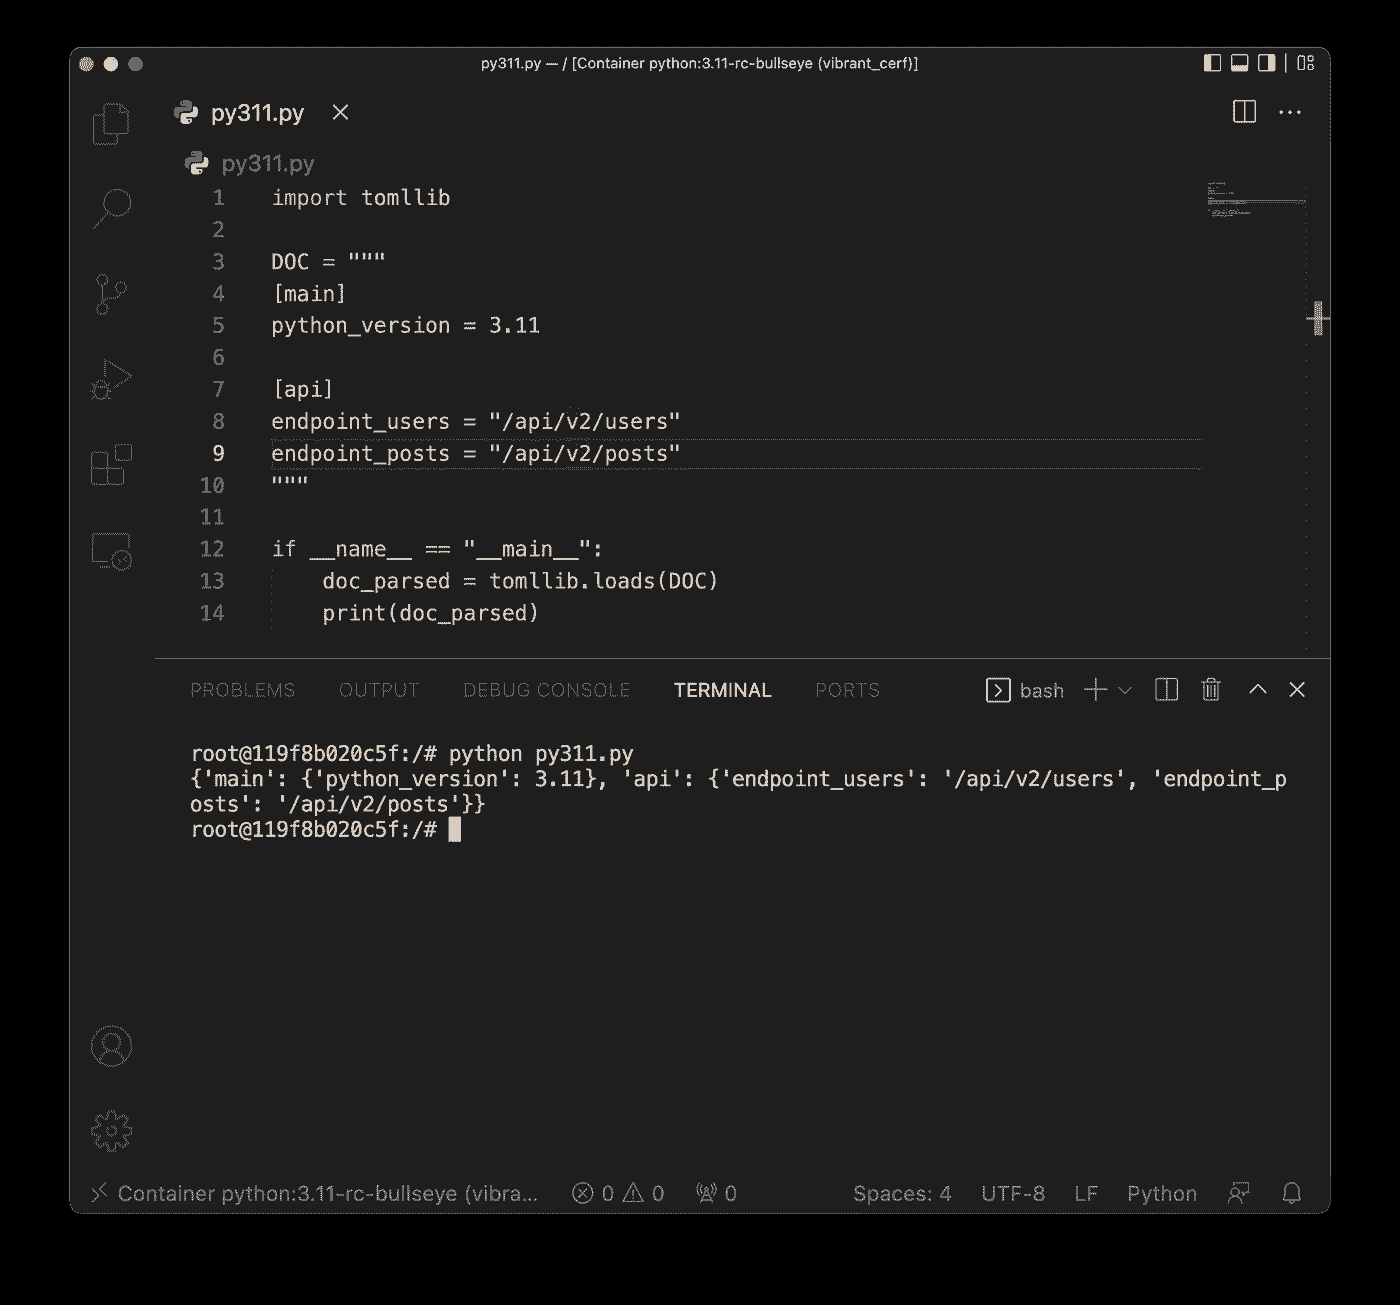 py311.py — / [Container python:3.11-rc-bullseye (vibrant_cerf)]
py311.py
py311.py
1 import tomllib
2
3 DOC = """
4 [main]
5 python_version = 3.11
6
7 [api]
8 endpoint_users = "/api/v2/users"
9 endpoint_posts = "/api/v2/posts"
10 """
11
12 if __name__ == "__main__":
13     doc_parsed = tomllib.loads(DOC)
14     print(doc_parsed)
PROBLEMS OUTPUT DEBUG CONSOLE TERMINAL PORTS bash
root@119f8b020c5f:/# python py311.py
{'main': {'python_version': 3.11}, 'api': {'endpoint_users': '/api/v2/users', 'endpoint_p
osts': '/api/v2/posts'}}
root@119f8b020c5f:/#
Container python:3.11-rc-bullseye (vibra... 0 0 0 Spaces: 4 UTF-8 LF Python